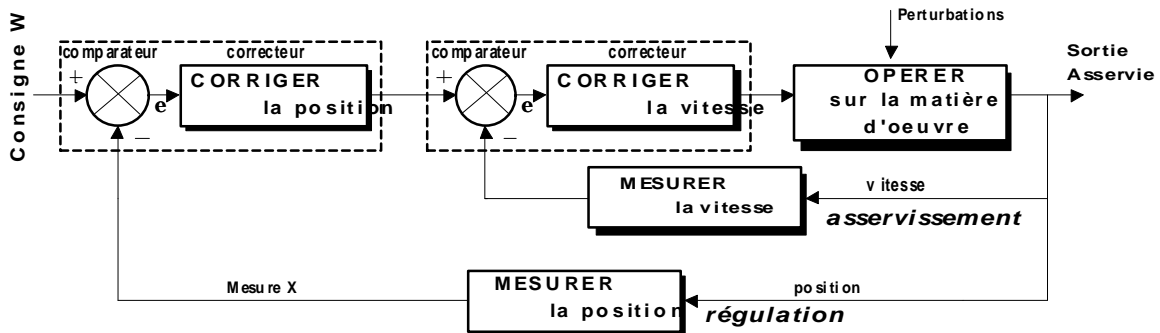 Consigne W
comparateur
correcteur
+
e
CORRIGER
la position
−
comparateur
correcteur
+
e
CORRIGER
la vitesse
−
Perturbations
OPERER
sur la matière
d'oeuvre
Sortie
Asservie
MESURER
la vitesse
vitesse
asservissement
Mesure X
MESURER
la position
position
régulation